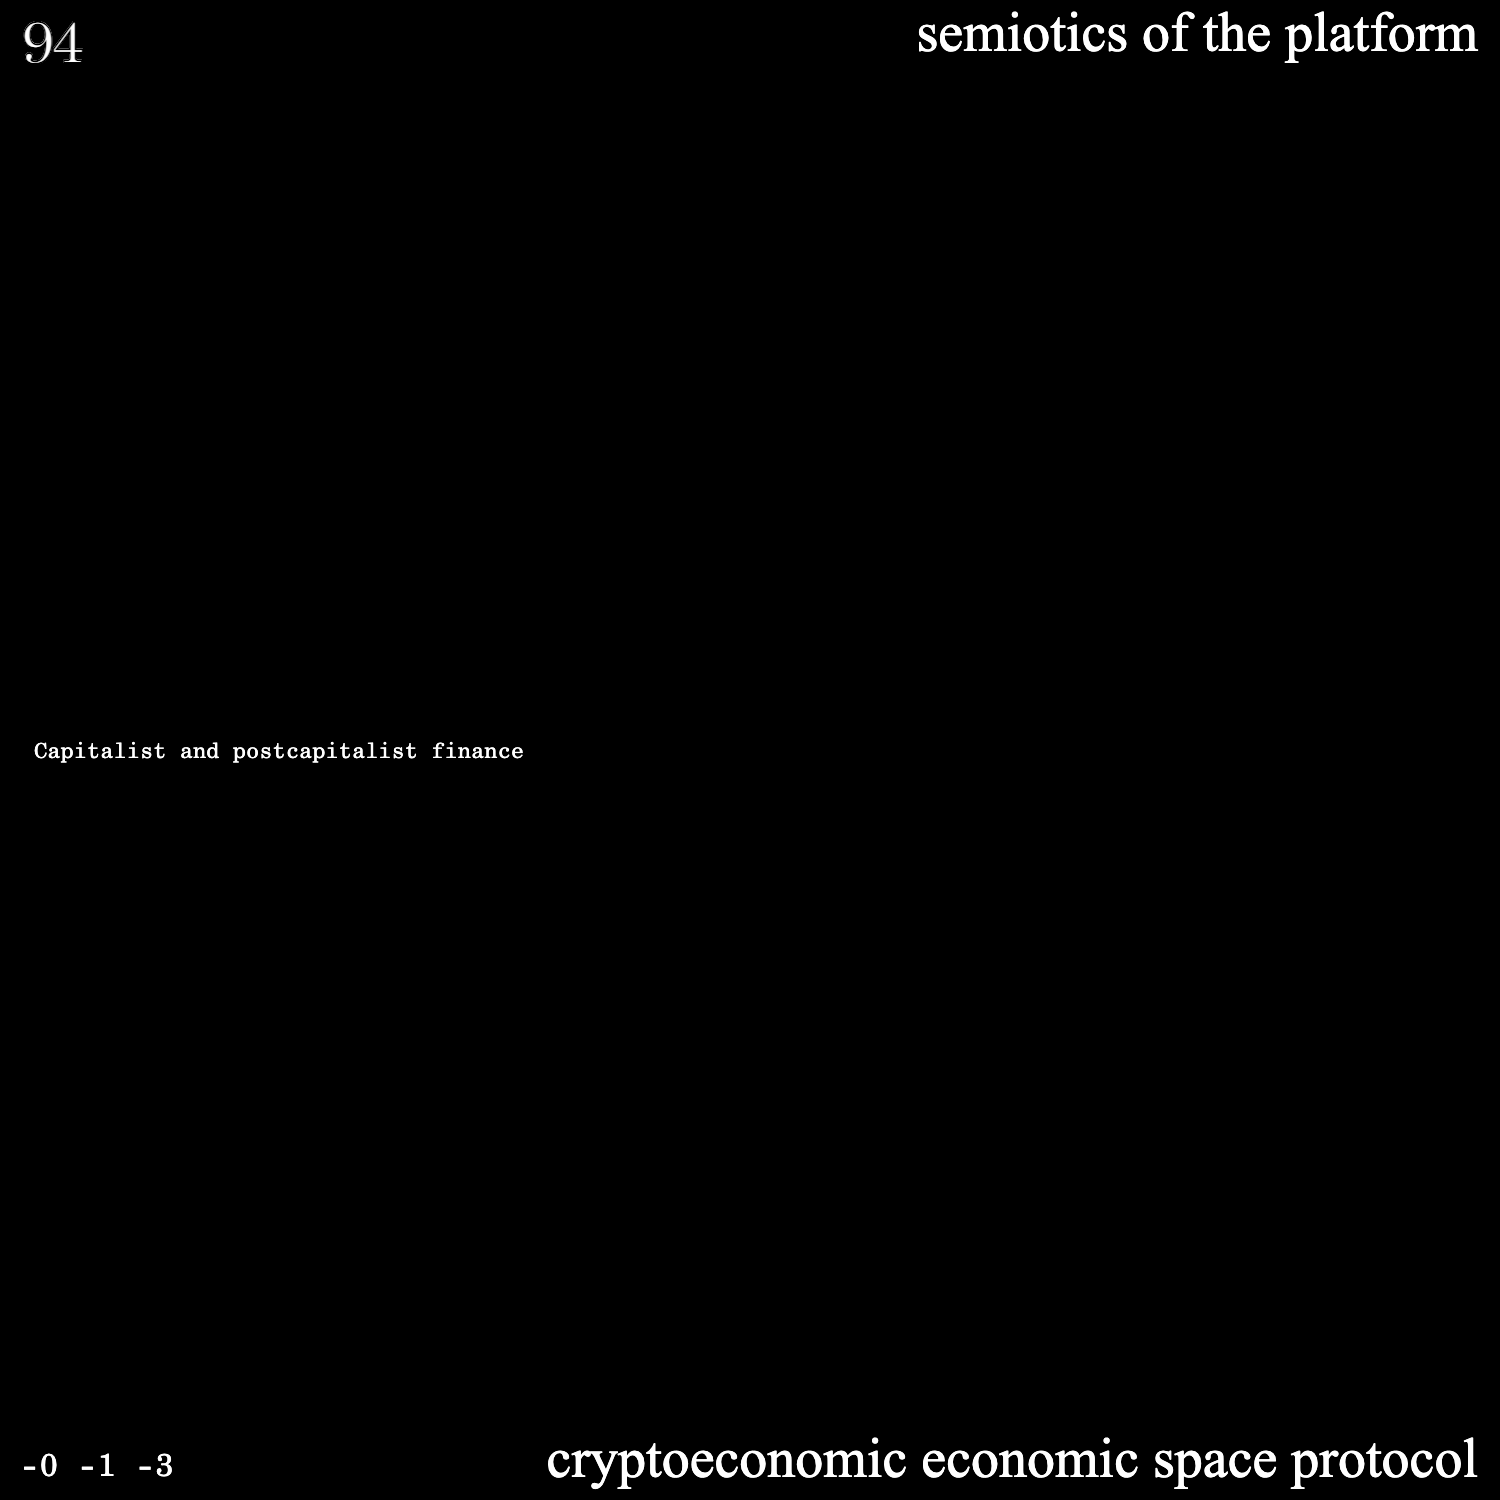 94
semiotics of the platform
Capitalist and postcapitalist finance
-0 -1 -3
cryptoeconomic economic space protocol